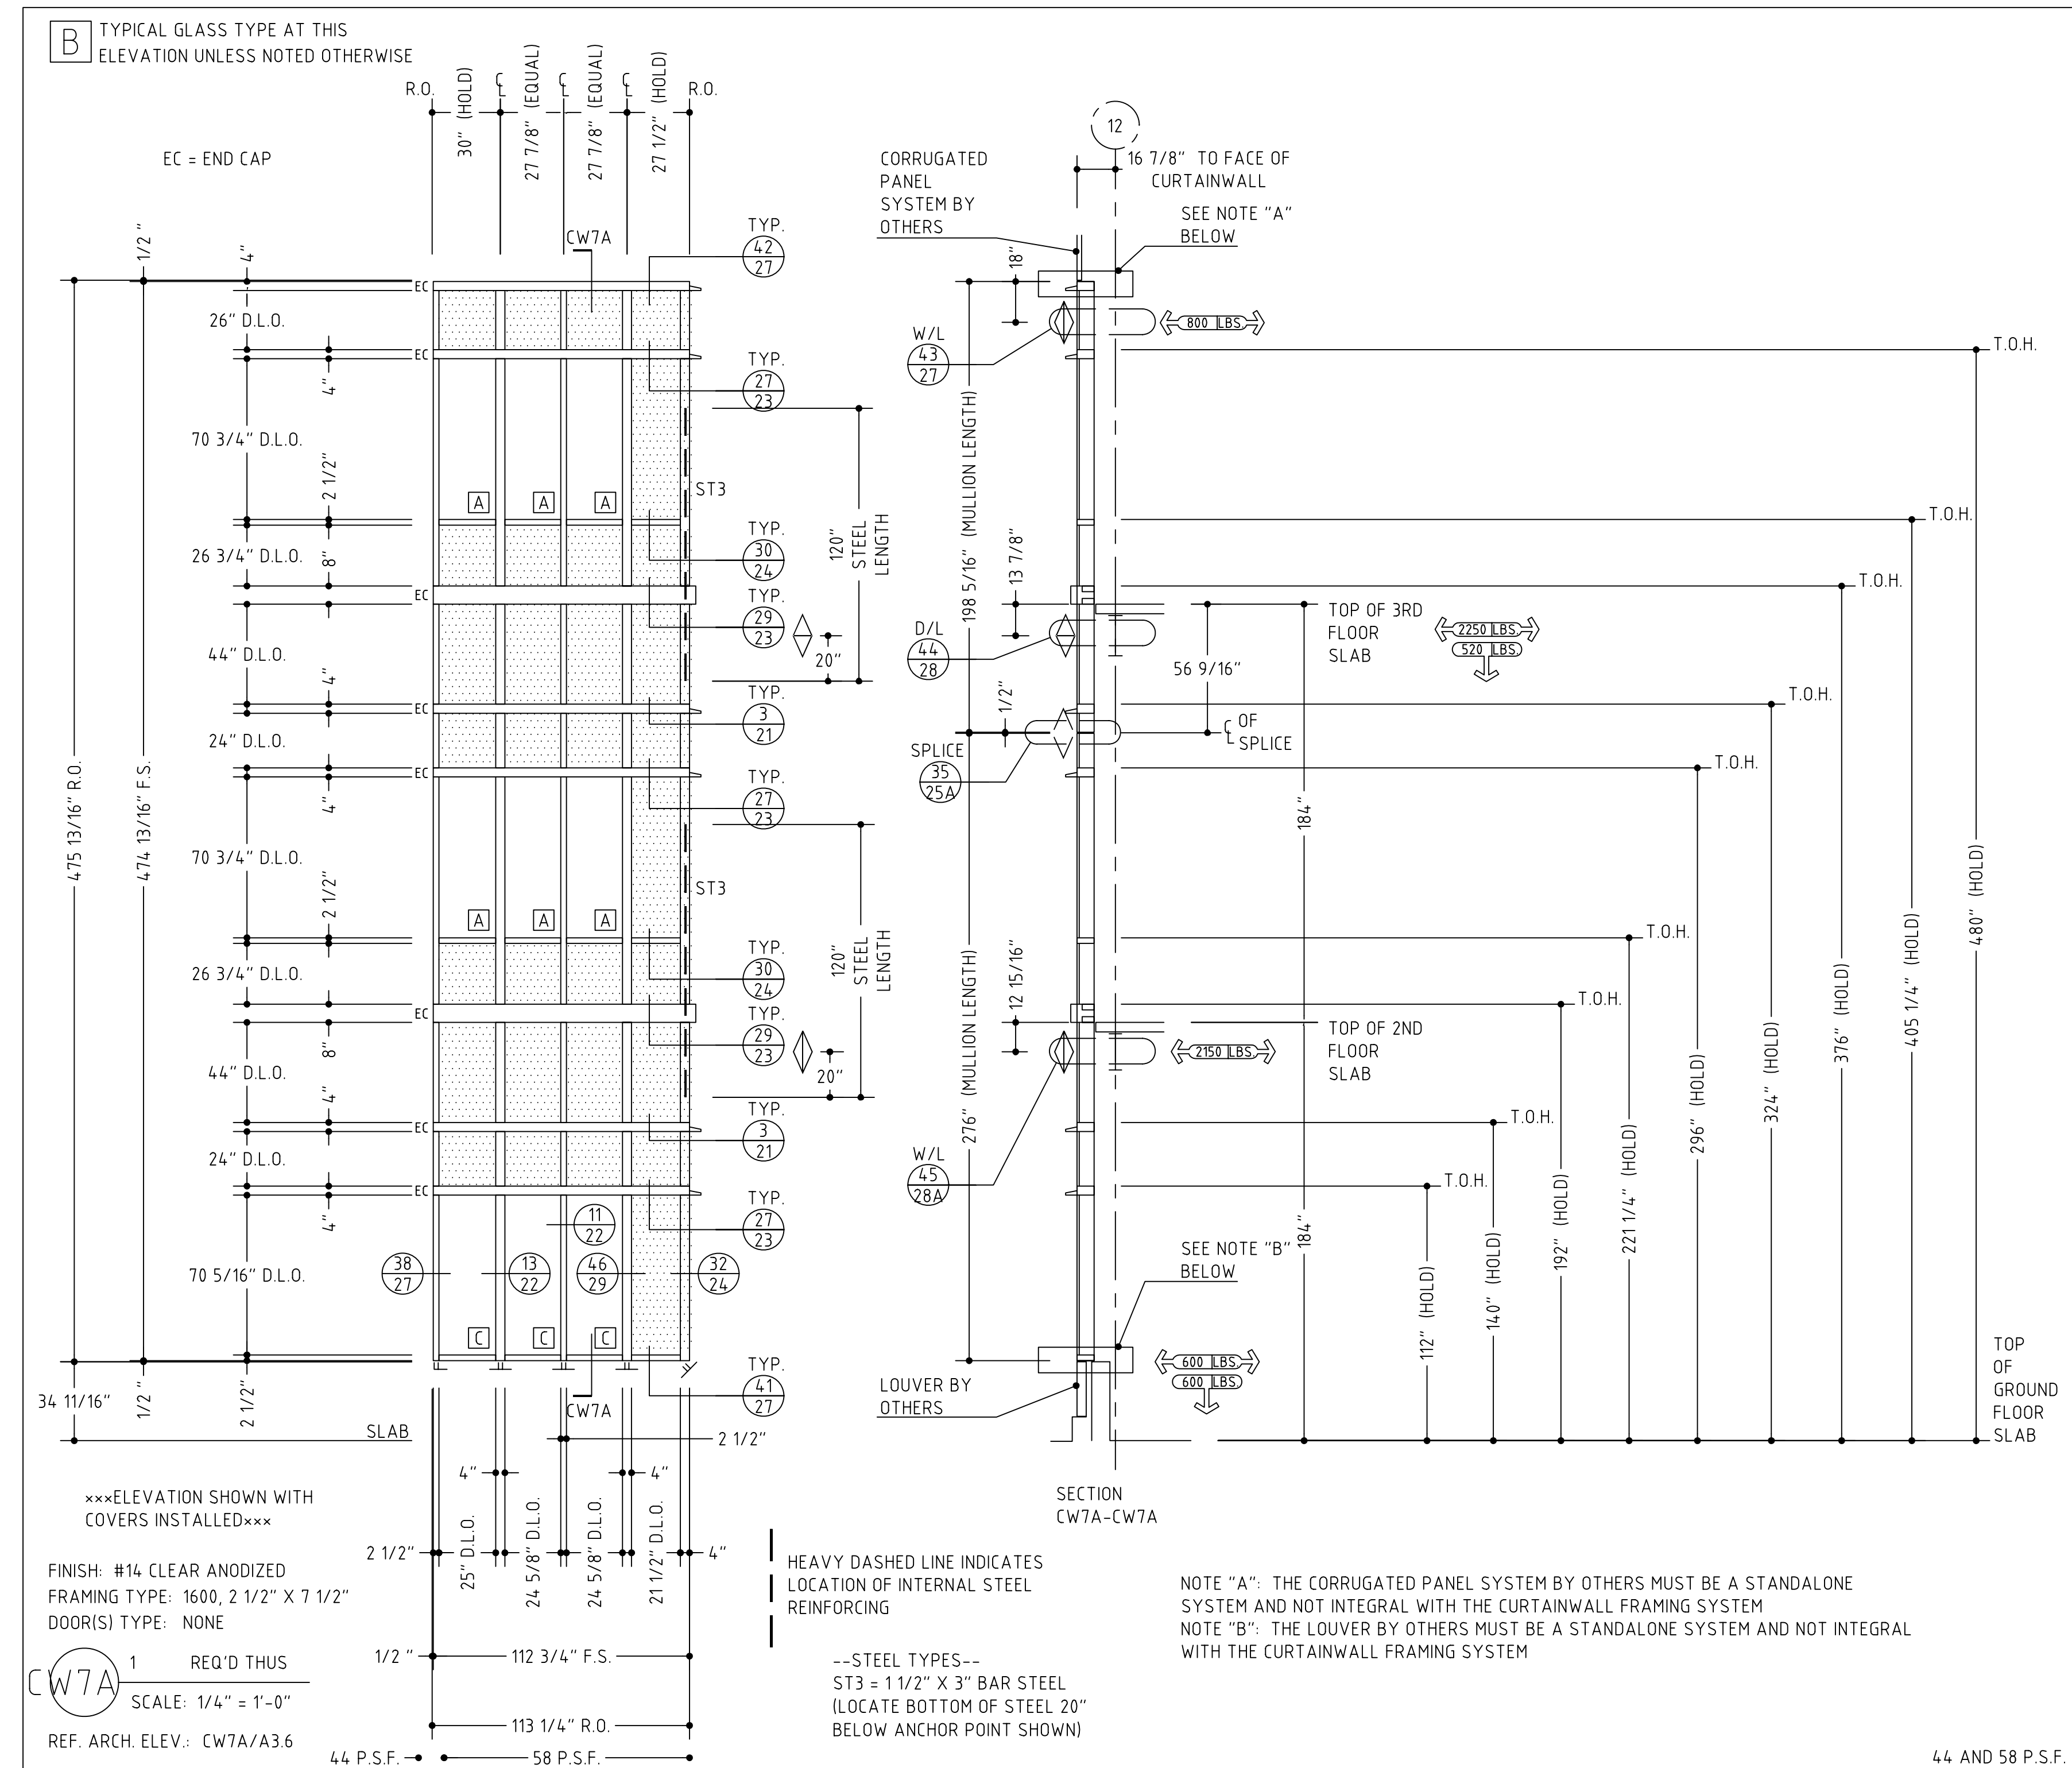 B
TYPICAL GLASS TYPE AT THIS
ELEVATION UNLESS NOTED OTHERWISE
EC = END CAP
R.O.
30" (HOLD)
℄
27 7/8" (EQUAL)
℄
27 7/8" (EQUAL)
℄
27 1/2" (HOLD)
R.O.
CW7A
1/2"
4"
26" D.L.O.
4"
70 3/4" D.L.O.
2 1/2"
26 3/4" D.L.O.
8"
44" D.L.O.
4"
24" D.L.O.
4"
70 3/4" D.L.O.
2 1/2"
26 3/4" D.L.O.
8"
44" D.L.O.
4"
24" D.L.O.
4"
70 5/16" D.L.O.
475 13/16" R.O.
474 13/16" F.S.
34 11/16"
1/2"
2 1/2"
SLAB
EC
EC
EC
EC
EC
EC
EC
EC
A A A
A A A
C C C
TYP.
42
27
TYP.
27
23
ST3
TYP.
30
24
TYP.
29
23
20"
120"
STEEL
LENGTH
TYP.
3
21
TYP.
27
23
ST3
TYP.
30
24
TYP.
29
23
20"
120"
STEEL
LENGTH
TYP.
3
21
TYP.
27
23
11
22
38
27
13
22
46
29
32
24
TYP.
41
27
CW7A
2 1/2"
4"
4"
2 1/2"
25" D.L.O.
24 5/8" D.L.O.
24 5/8" D.L.O.
21 1/2" D.L.O.
4"
1/2"
112 3/4" F.S.
113 1/4" R.O.
44 P.S.F.
58 P.S.F.
12
16 7/8" TO FACE OF
CURTAINWALL
CORRUGATED
PANEL
SYSTEM BY
OTHERS
SEE NOTE "A"
BELOW
18"
800 LBS.
W/L
43
27
198 5/16" (MULLION LENGTH)
13 7/8"
D/L
44
28
TOP OF 3RD
FLOOR
SLAB
2250 LBS.
520 LBS.
56 9/16"
1/2"
℄ OF
SPLICE
SPLICE
35
25A
184"
276" (MULLION LENGTH)
12 15/16"
TOP OF 2ND
FLOOR
SLAB
2150 LBS.
W/L
45
28A
184"
SEE NOTE "B"
BELOW
600 LBS.
600 LBS.
LOUVER BY
OTHERS
SECTION
CW7A-CW7A
T.O.H.
T.O.H.
T.O.H.
T.O.H.
T.O.H.
T.O.H.
T.O.H.
T.O.H.
T.O.H.
112" (HOLD)
140" (HOLD)
192" (HOLD)
221 1/4" (HOLD)
296" (HOLD)
324" (HOLD)
376" (HOLD)
405 1/4" (HOLD)
480" (HOLD)
TOP
OF
GROUND
FLOOR
SLAB
×××ELEVATION SHOWN WITH
COVERS INSTALLED×××
FINISH: #14 CLEAR ANODIZED
FRAMING TYPE: 1600, 2 1/2" X 7 1/2"
DOOR(S) TYPE: NONE
CW7A
1 REQ'D THUS
SCALE: 1/4" = 1'-0"
REF. ARCH. ELEV.: CW7A/A3.6
HEAVY DASHED LINE INDICATES
LOCATION OF INTERNAL STEEL
REINFORCING
--STEEL TYPES--
ST3 = 1 1/2" X 3" BAR STEEL
(LOCATE BOTTOM OF STEEL 20"
BELOW ANCHOR POINT SHOWN)
NOTE "A": THE CORRUGATED PANEL SYSTEM BY OTHERS MUST BE A STANDALONE
SYSTEM AND NOT INTEGRAL WITH THE CURTAINWALL FRAMING SYSTEM
NOTE "B": THE LOUVER BY OTHERS MUST BE A STANDALONE SYSTEM AND NOT INTEGRAL
WITH THE CURTAINWALL FRAMING SYSTEM
44 AND 58 P.S.F.